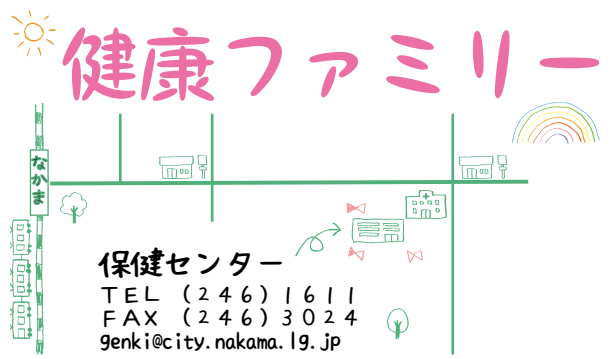 健康ファミリー
なかま
保健センター
TEL (246) 1611
FAX (246) 3024
genki@city.nakama.lg.jp